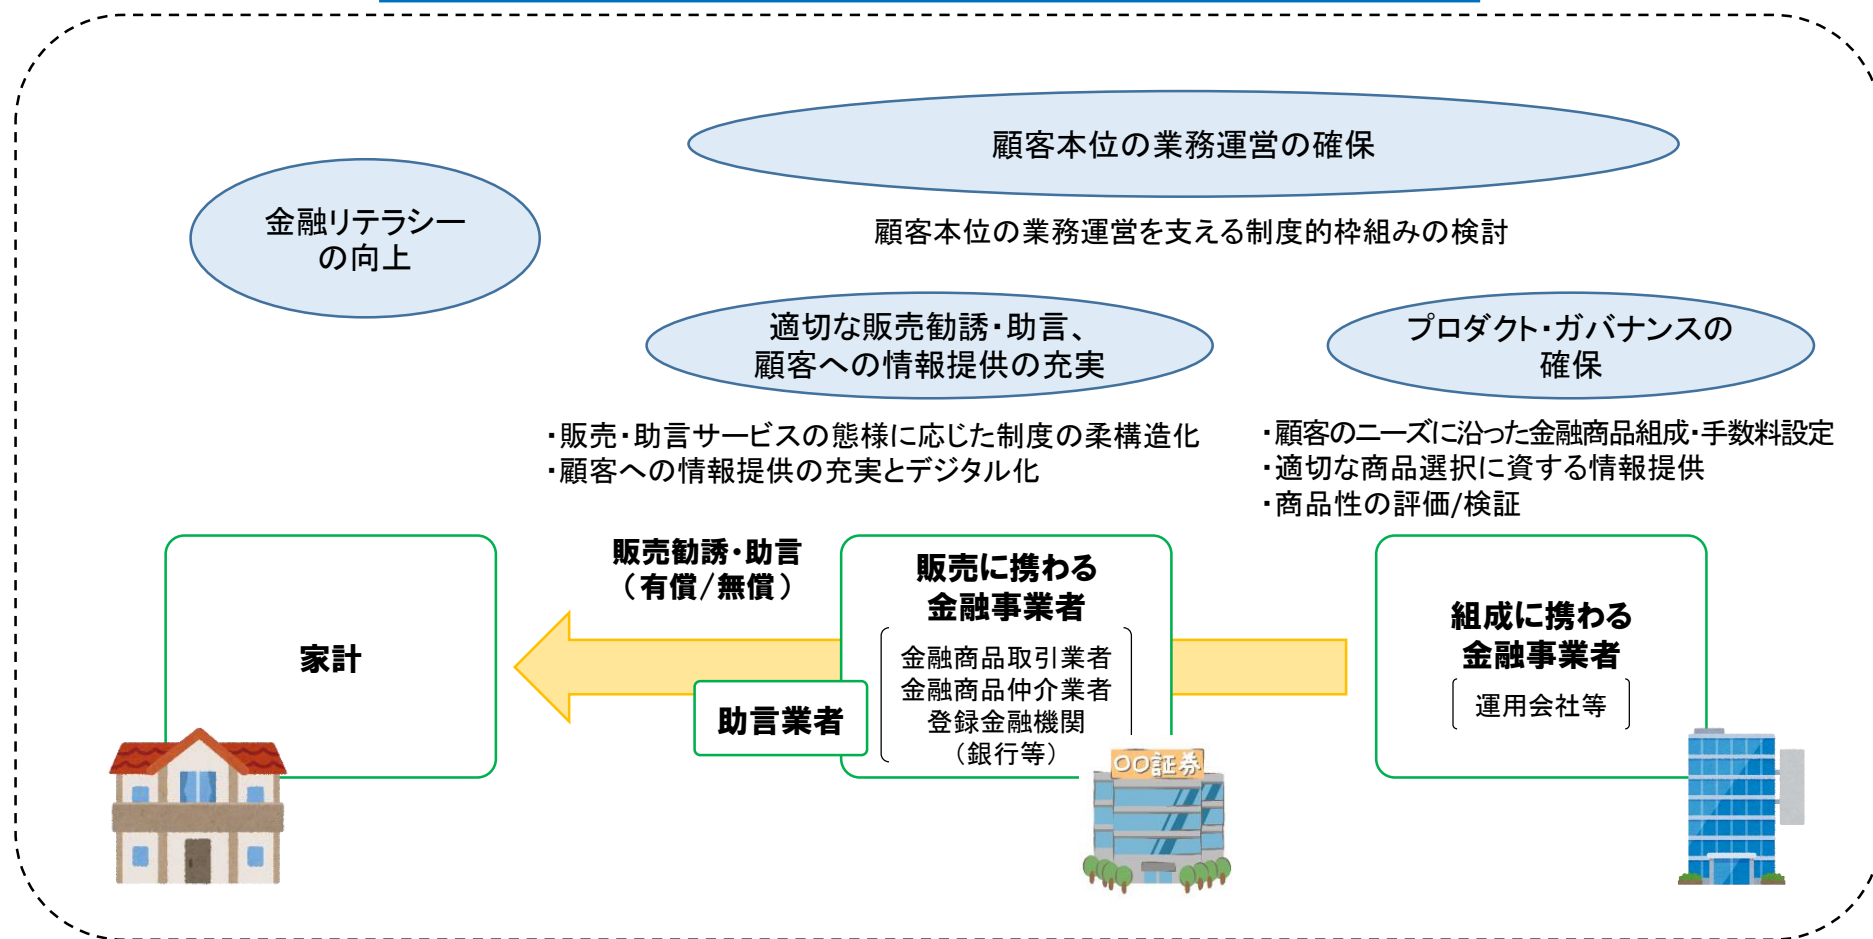 顧客本位の業務運営の確保
顧客本位の業務運営を支える制度的枠組みの検討
金融リテラシー
の向上
適切な販売勧誘・助言、
顧客への情報提供の充実
・販売・助言サービスの態様に応じた制度の柔構造化
・顧客への情報提供の充実とデジタル化
プロダクト・ガバナンスの
確保
・顧客のニーズに沿った金融商品組成・手数料設定
・適切な商品選択に資する情報提供
・商品性の評価/検証
家計
販売勧誘・助言
（有償/無償）
助言業者
販売に携わる
金融事業者
金融商品取引業者
金融商品仲介業者
登録金融機関
（銀行等）
〇〇証券
組成に携わる
金融事業者
運用会社等